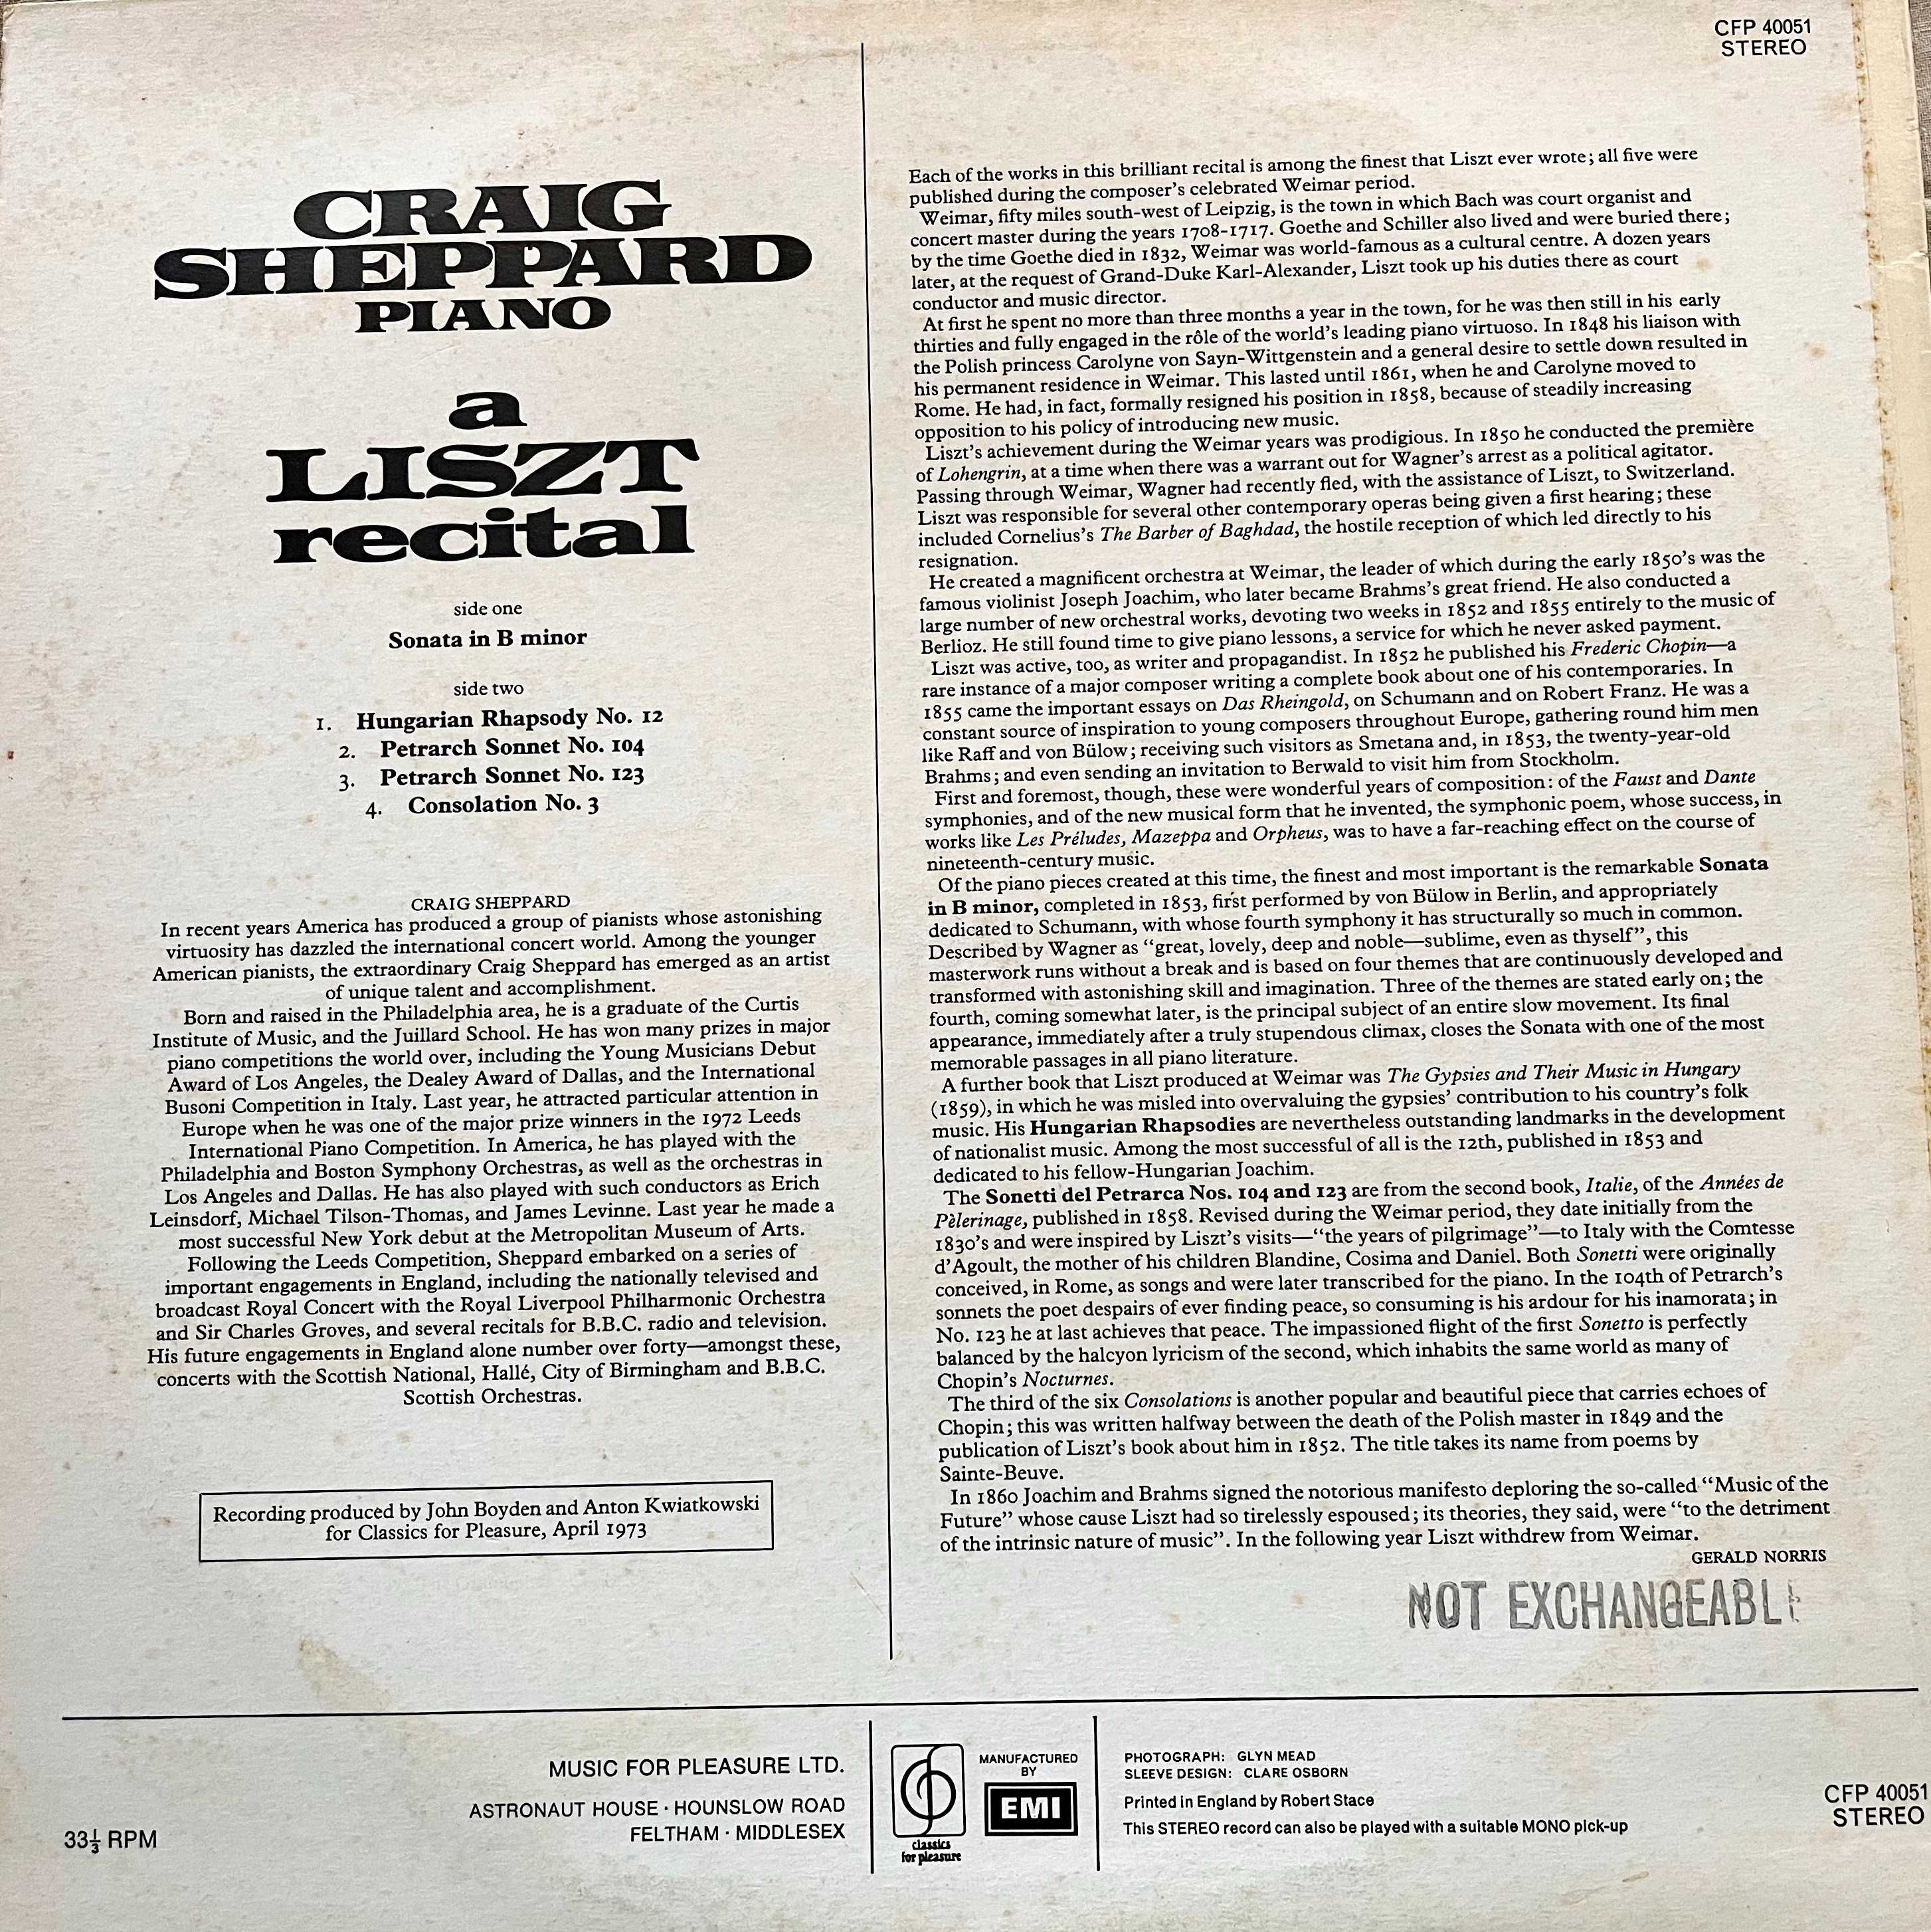 CFP 40051
STEREO
CRAIG
SHEPPARD
PIANO
a
LISZT
recital
side one
Sonata in B minor
side two
1. Hungarian Rhapsody No. 12
2. Petrarch Sonnet No. 104
3. Petrarch Sonnet No. 123
4. Consolation No. 3
CRAIG SHEPPARD
In recent years America has produced a group of pianists whose astonishing
virtuosity has dazzled the international concert world. Among the younger
American pianists, the extraordinary Craig Sheppard has emerged as an artist
of unique talent and accomplishment.
Born and raised in the Philadelphia area, he is a graduate of the Curtis
Institute of Music, and the Juillard School. He has won many prizes in major
piano competitions the world over, including the Young Musicians Debut
Award of Los Angeles, the Dealey Award of Dallas, and the International
Busoni Competition in Italy. Last year, he attracted particular attention in
Europe when he was one of the major prize winners in the 1972 Leeds
International Piano Competition. In America, he has played with the
Philadelphia and Boston Symphony Orchestras, as well as the orchestras in
Los Angeles and Dallas. He has also played with such conductors as Erich
Leinsdorf, Michael Tilson-Thomas, and James Levinne. Last year he made a
most successful New York debut at the Metropolitan Museum of Arts.
Following the Leeds Competition, Sheppard embarked on a series of
important engagements in England, including the nationally televised and
broadcast Royal Concert with the Royal Liverpool Philharmonic Orchestra
and Sir Charles Groves, and several recitals for B.B.C. radio and television.
His future engagements in England alone number over forty—amongst these,
concerts with the Scottish National, Hallé, City of Birmingham and B.B.C.
Scottish Orchestras.
Recording produced by John Boyden and Anton Kwiatkowski
for Classics for Pleasure, April 1973
Each of the works in this brilliant recital is among the finest that Liszt ever wrote; all five were
published during the composer's celebrated Weimar period.
Weimar, fifty miles south-west of Leipzig, is the town in which Bach was court organist and
concert master during the years 1708-1717. Goethe and Schiller also lived and were buried there;
by the time Goethe died in 1832, Weimar was world-famous as a cultural centre. A dozen years
later, at the request of Grand-Duke Karl-Alexander, Liszt took up his duties there as court
conductor and music director.
At first he spent no more than three months a year in the town, for he was then still in his early
thirties and fully engaged in the rôle of the world's leading piano virtuoso. In 1848 his liaison with
the Polish princess Carolyne von Sayn-Wittgenstein and a general desire to settle down resulted in
his permanent residence in Weimar. This lasted until 1861, when he and Carolyne moved to
Rome. He had, in fact, formally resigned his position in 1858, because of steadily increasing
opposition to his policy of introducing new music.
Liszt's achievement during the Weimar years was prodigious. In 1850 he conducted the première
of Lohengrin, at a time when there was a warrant out for Wagner's arrest as a political agitator.
Passing through Weimar, Wagner had recently fled, with the assistance of Liszt, to Switzerland.
Liszt was responsible for several other contemporary operas being given a first hearing; these
included Cornelius's The Barber of Baghdad, the hostile reception of which led directly to his
resignation.
He created a magnificent orchestra at Weimar, the leader of which during the early 1850's was the
famous violinist Joseph Joachim, who later became Brahms's great friend. He also conducted a
large number of new orchestral works, devoting two weeks in 1852 and 1855 entirely to the music of
Berlioz. He still found time to give piano lessons, a service for which he never asked payment.
Liszt was active, too, as writer and propagandist. In 1852 he published his Frederic Chopin—a
rare instance of a major composer writing a complete book about one of his contemporaries. In
1855 came the important essays on Das Rheingold, on Schumann and on Robert Franz. He was a
constant source of inspiration to young composers throughout Europe, gathering round him men
like Raff and von Bülow; receiving such visitors as Smetana and, in 1853, the twenty-year-old
Brahms; and even sending an invitation to Berwald to visit him from Stockholm.
First and foremost, though, these were wonderful years of composition: of the Faust and Dante
symphonies, and of the new musical form that he invented, the symphonic poem, whose success, in
works like Les Préludes, Mazeppa and Orpheus, was to have a far-reaching effect on the course of
nineteenth-century music.
Of the piano pieces created at this time, the finest and most important is the remarkable Sonata
in B minor, completed in 1853, first performed by von Bülow in Berlin, and appropriately
dedicated to Schumann, with whose fourth symphony it has structurally so much in common.
Described by Wagner as "great, lovely, deep and noble—sublime, even as thyself", this
masterwork runs without a break and is based on four themes that are continuously developed and
transformed with astonishing skill and imagination. Three of the themes are stated early on; the
fourth, coming somewhat later, is the principal subject of an entire slow movement. Its final
appearance, immediately after a truly stupendous climax, closes the Sonata with one of the most
memorable passages in all piano literature.
A further book that Liszt produced at Weimar was The Gypsies and Their Music in Hungary
(1859), in which he was misled into overvaluing the gypsies' contribution to his country's folk
music. His Hungarian Rhapsodies are nevertheless outstanding landmarks in the development
of nationalist music. Among the most successful of all is the 12th, published in 1853 and
dedicated to his fellow-Hungarian Joachim.
The Sonetti del Petrarca Nos. 104 and 123 are from the second book, Italie, of the Années de
Pèlerinage, published in 1858. Revised during the Weimar period, they date initially from the
1830's and were inspired by Liszt's visits—"the years of pilgrimage"—to Italy with the Comtesse
d'Agoult, the mother of his children Blandine, Cosima and Daniel. Both Sonetti were originally
conceived, in Rome, as songs and were later transcribed for the piano. In the 104th of Petrarch's
sonnets the poet despairs of ever finding peace, so consuming is his ardour for his inamorata; in
No. 123 he at last achieves that peace. The impassioned flight of the first Sonetto is perfectly
balanced by the halcyon lyricism of the second, which inhabits the same world as many of
Chopin's Nocturnes.
The third of the six Consolations is another popular and beautiful piece that carries echoes of
Chopin; this was written halfway between the death of the Polish master in 1849 and the
publication of Liszt's book about him in 1852. The title takes its name from poems by
Sainte-Beuve.
In 1860 Joachim and Brahms signed the notorious manifesto deploring the so-called "Music of the
Future" whose cause Liszt had so tirelessly espoused; its theories, they said, were "to the detriment
of the intrinsic nature of music". In the following year Liszt withdrew from Weimar.
GERALD NORRIS
NOT EXCHANGEABLE
33⅓ RPM
MUSIC FOR PLEASURE LTD.
ASTRONAUT HOUSE · HOUNSLOW ROAD
FELTHAM · MIDDLESEX
classics
for pleasure
MANUFACTURED
BY
EMI
PHOTOGRAPH: GLYN MEAD
SLEEVE DESIGN: CLARE OSBORN
Printed in England by Robert Stace
This STEREO record can also be played with a suitable MONO pick-up
CFP 40051
STEREO